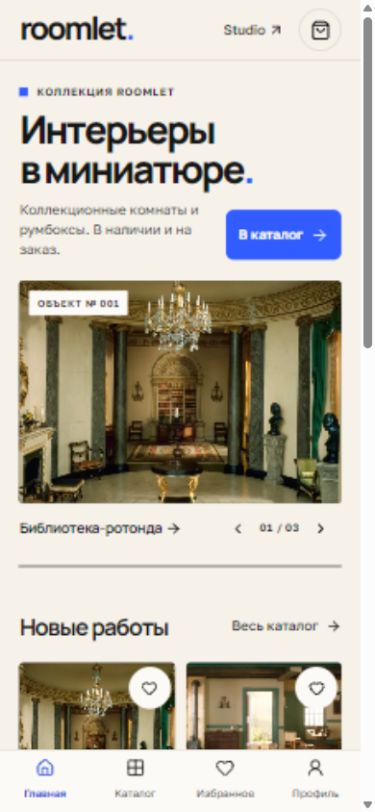 roomlet.
Studio ↗
КОЛЛЕКЦИЯ ROOMLET
Интерьеры
в миниатюре.
Коллекционные комнаты и
румбоксы. В наличии и на
заказ.
В каталог →
ОБЪЕКТ № 001
Библиотека-ротонда →
01 / 03
Новые работы
Весь каталог →
Главная
Каталог
Избранное
Профиль